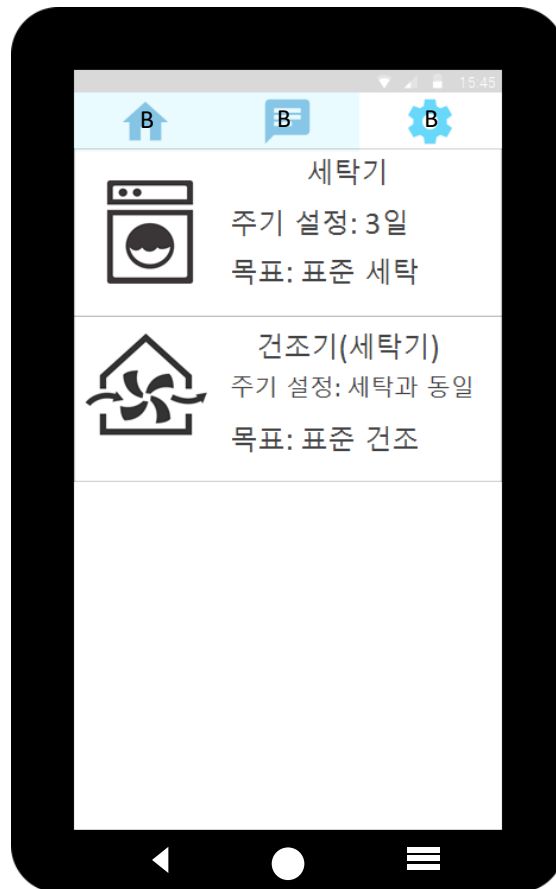 15:45
B
B
B
세탁기
주기 설정: 3일
목표: 표준 세탁
건조기(세탁기)
주기 설정: 세탁과 동일
목표: 표준 건조